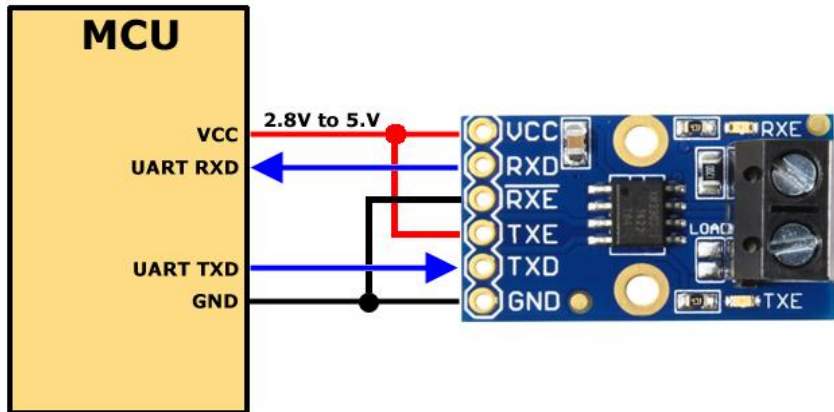 MCU
2.8V to 5.V
VCC
UART RXD
UART TXD
GND
VCC
RXD
RXE
TXE
TXD
GND
RXE
LOAD
TXE